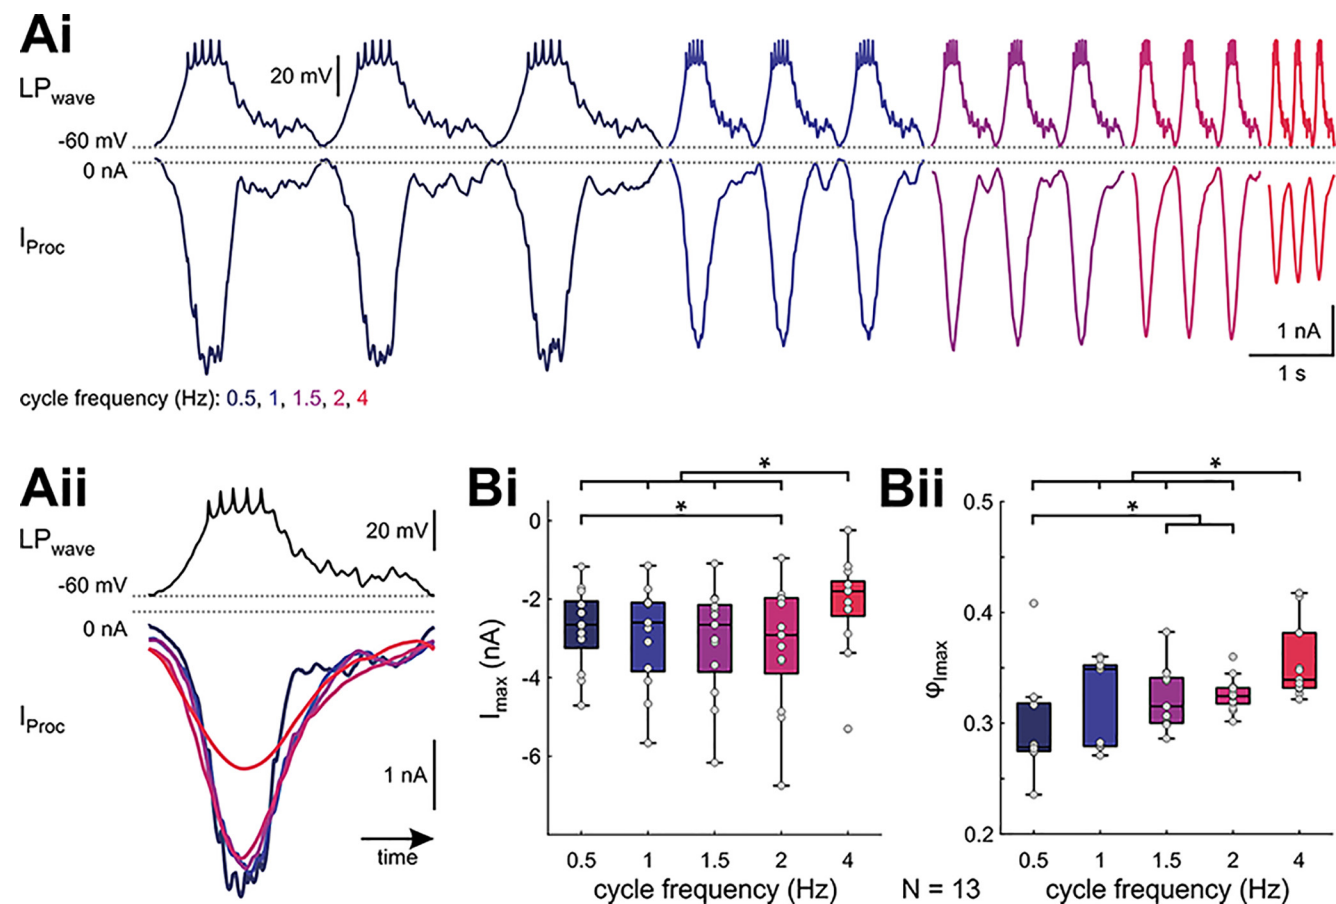 Ai
LPwave
20 mV
-60 mV
0 nA
IProc
1 nA
1 s
cycle frequency (Hz): 0.5, 1, 1.5, 2, 4
Aii
LPwave
20 mV
-60 mV
0 nA
IProc
1 nA
time
Bi
*
*
0
-2
-4
-6
Imax (nA)
0.5 1 1.5 2 4
cycle frequency (Hz)
N = 13
Bii
*
*
0.5
0.4
0.3
0.2
φImax
0.5 1 1.5 2 4
cycle frequency (Hz)